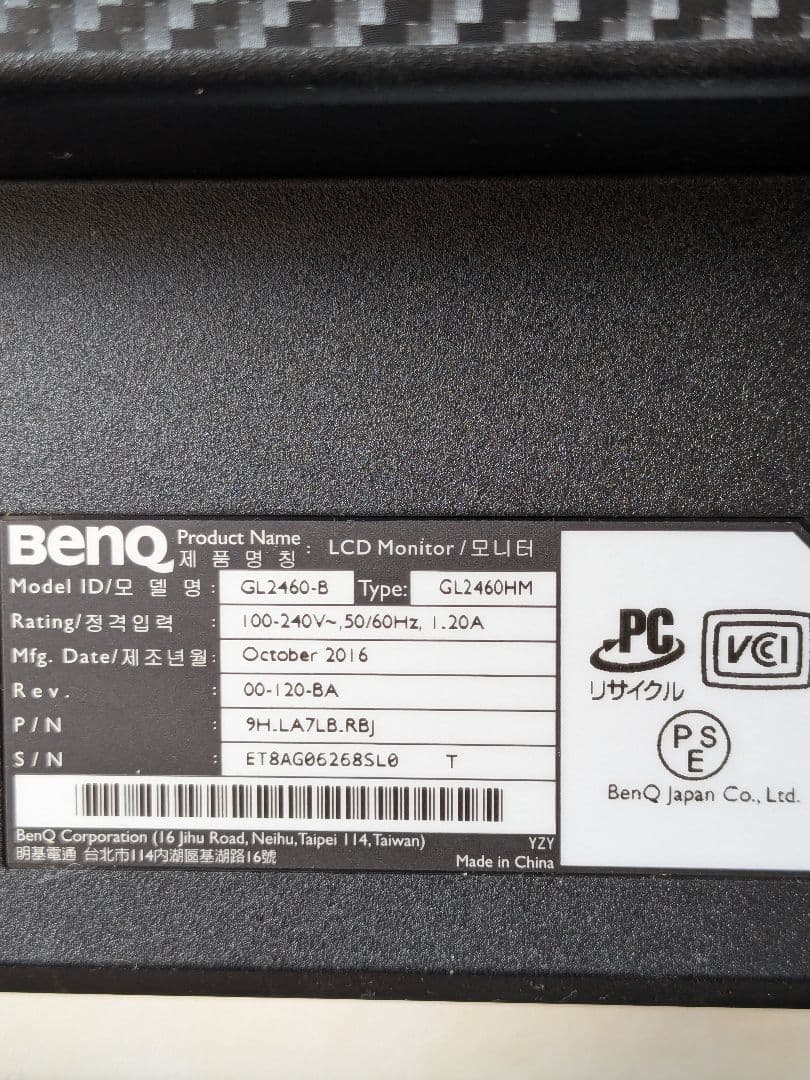 BenQ
Product Name
제 품 명 칭 : LCD Monitor / 모니터
Model ID/모 델 명 : GL2460-B Type: GL2460HM
Rating/정격입력 : 100-240V~,50/60Hz, 1.20A
Mfg. Date/제조년월 : October 2016
Rev. : 00-120-BA
P/N : 9H.LA7LB.RBJ
S/N : ET8AG06268SL0 T
BenQ Corporation (16 Jihu Road, Neihu,Taipei 114,Taiwan)
明基電通 台北市114內湖區基湖路16號
YZY
Made in China
PC
リサイクル
VCCI
PS
E
BenQ Japan Co., Ltd.